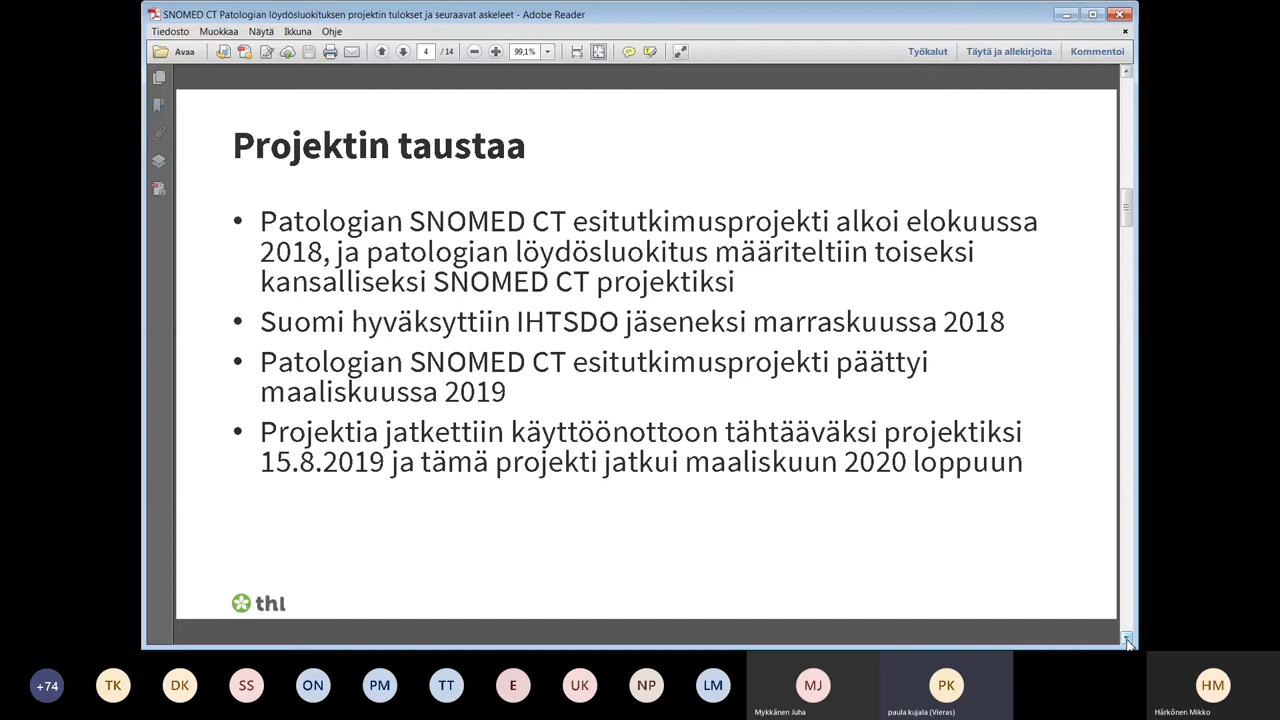 SNOMED CT Patologian löydösluokituksen projektin tulokset ja seuraavat askeleet - Adobe Reader
Tiedosto Muokkaa Näytä Ikkuna Ohje
Avaa 4 / 14 99,1% Työkalut Täytä ja allekirjoita Kommentoi
Projektin taustaa
• Patologian SNOMED CT esitutkimusprojekti alkoi elokuussa
2018, ja patologian löydösluokitus määriteltiin toiseksi
kansalliseksi SNOMED CT projektiksi
• Suomi hyväksyttiin IHTSDO jäseneksi marraskuussa 2018
• Patologian SNOMED CT esitutkimusprojekti päättyi
maaliskuussa 2019
• Projektia jatkettiin käyttöönottoon tähtääväksi projektiksi
15.8.2019 ja tämä projekti jatkui maaliskuun 2020 loppuun
thl
+74 TK DK SS ON PM TT E UK NP LM MJ PK HM
Mykkänen Juha paula kujala (Vieras) Härkönen Mikko